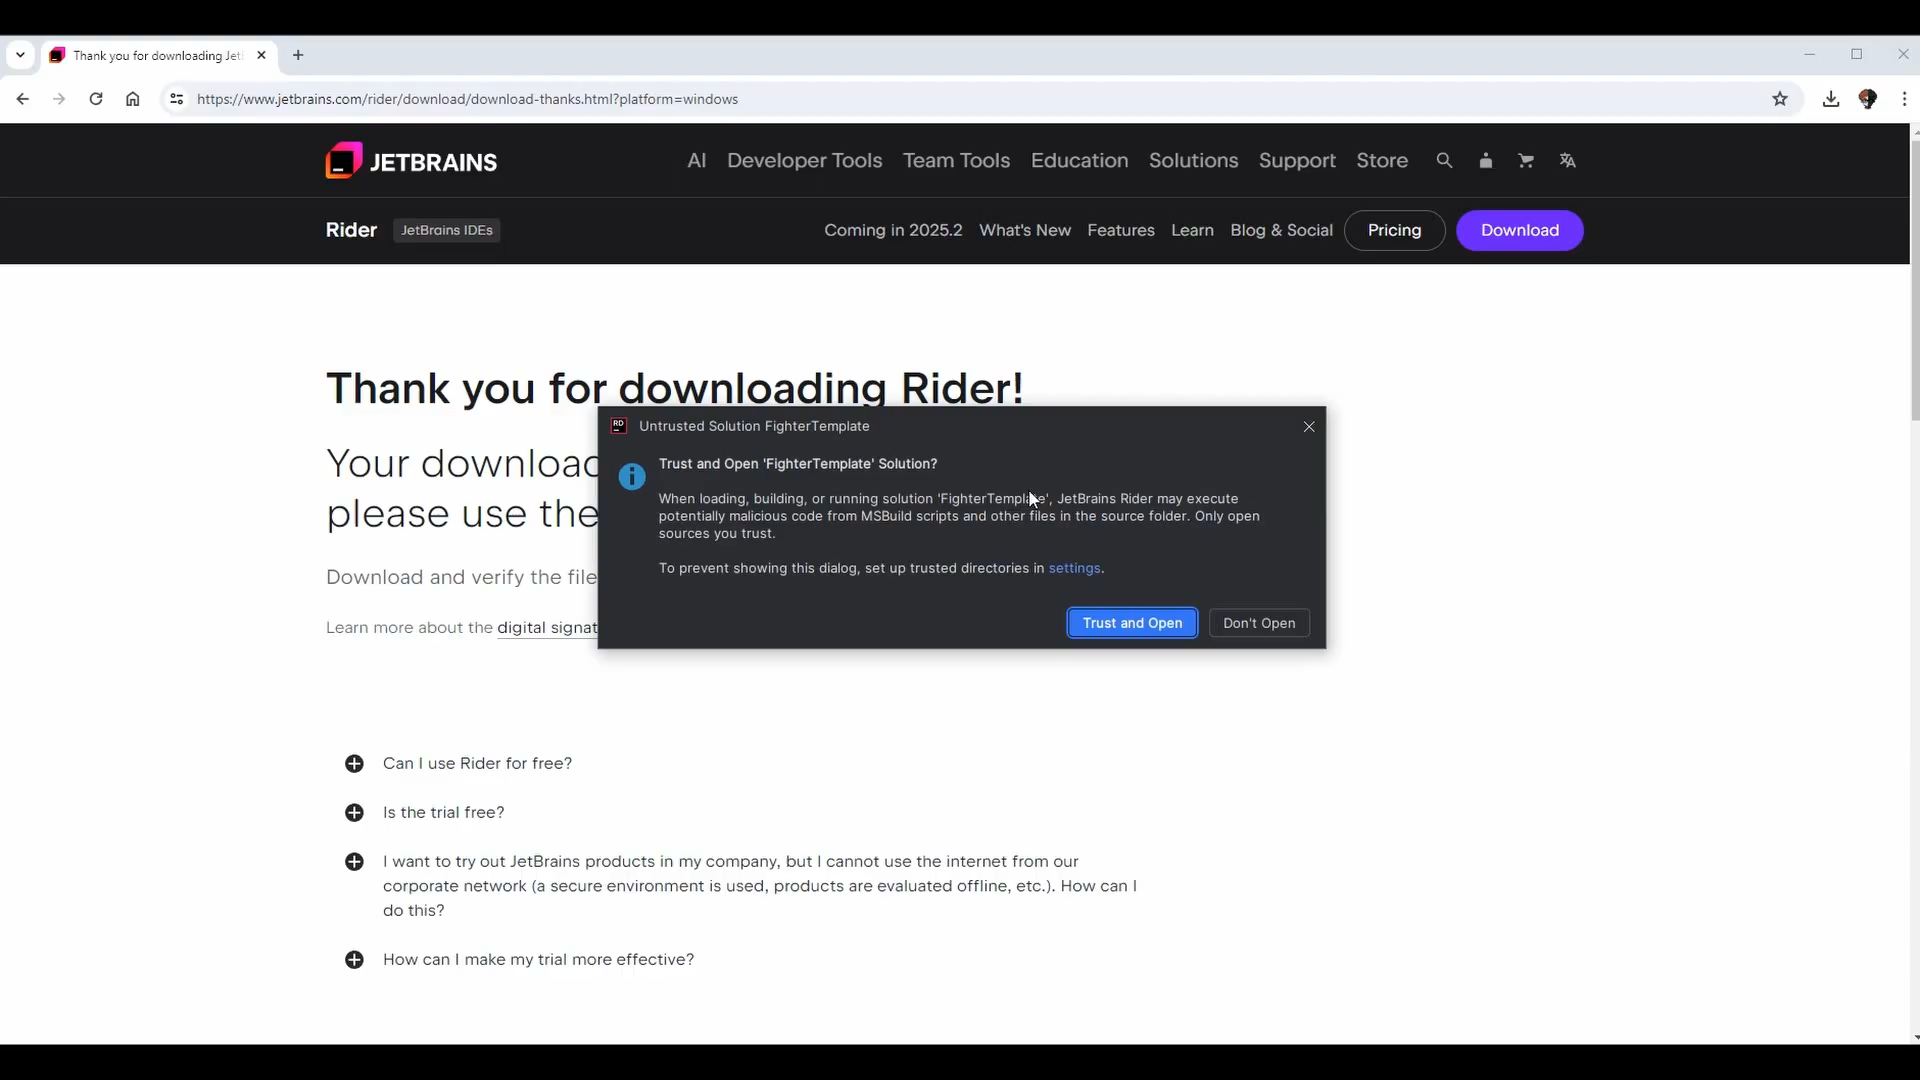 Thank you for downloading Jet
https://www.jetbrains.com/rider/download/download-thanks.html?platform=windows
JETBRAINS
AI Developer Tools Team Tools Education Solutions Support Store
Rider JetBrains IDEs Coming in 2025.2 What's New Features Learn Blog & Social Pricing Download
Thank you for downloading Rider!
Your download
please use the
Download and verify the file
Learn more about the digital signat
RD Untrusted Solution FighterTemplate
Trust and Open 'FighterTemplate' Solution?
When loading, building, or running solution 'FighterTemplate', JetBrains Rider may execute
potentially malicious code from MSBuild scripts and other files in the source folder. Only open
sources you trust.
To prevent showing this dialog, set up trusted directories in settings.
Trust and Open Don't Open
Can I use Rider for free?
Is the trial free?
I want to try out JetBrains products in my company, but I cannot use the internet from our
corporate network (a secure environment is used, products are evaluated offline, etc.). How can I
do this?
How can I make my trial more effective?